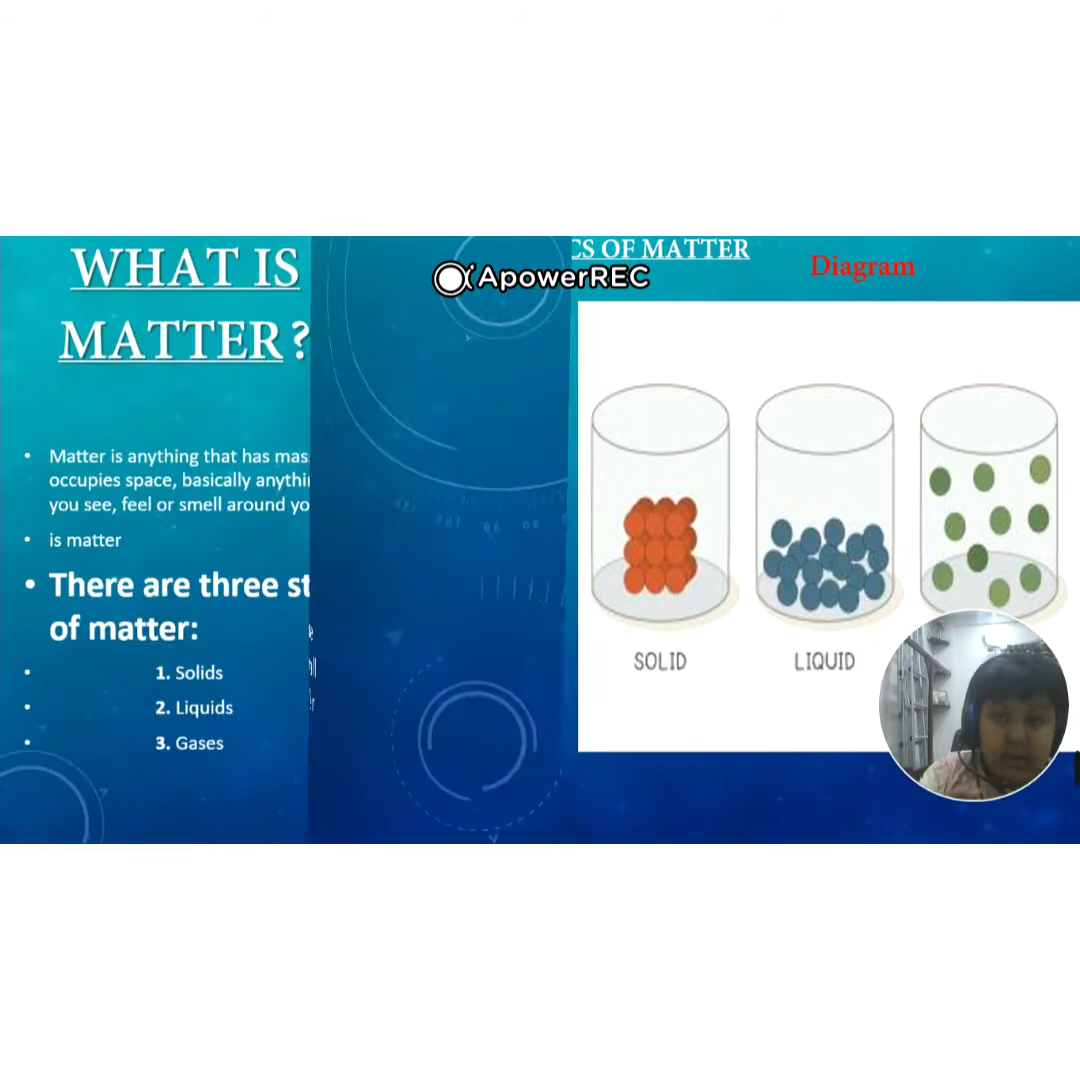 WHAT IS
MATTER?
• Matter is anything that has mas
occupies space, basically anythi
you see, feel or smell around yo
• is matter
• There are three st
of matter:
• 1. Solids
• 2. Liquids
• 3. Gases
ApowerREC
CS OF MATTER
Diagram
SOLID
LIQUID